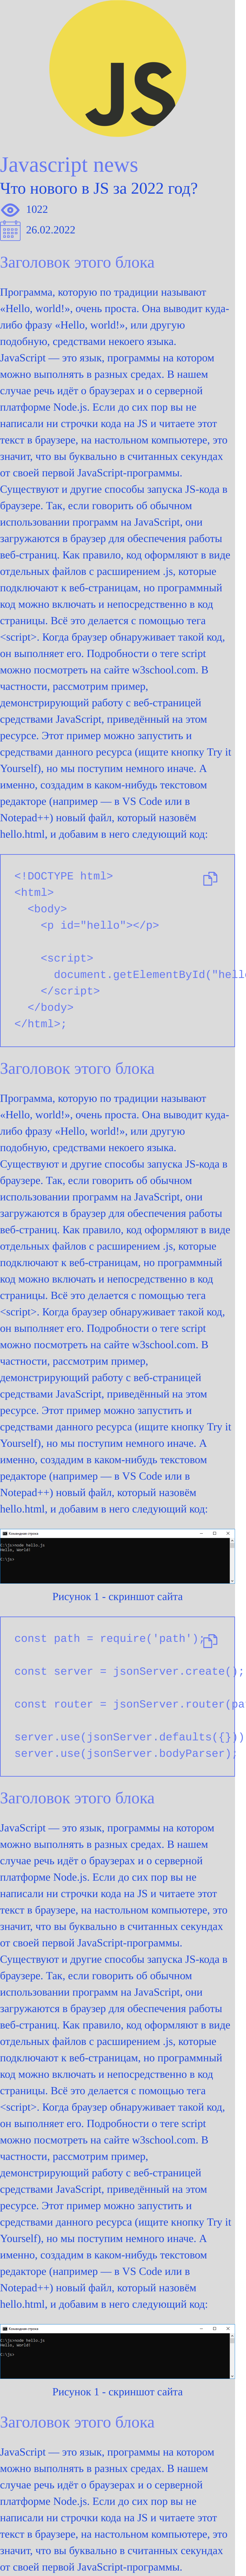 JS
Javascript news
Что нового в JS за 2022 год?
1022
26.02.2022
Заголовок этого блока
Программа, которую по традиции называют
«Hello, world!», очень проста. Она выводит куда-
либо фразу «Hello, world!», или другую
подобную, средствами некоего языка.
JavaScript — это язык, программы на котором
можно выполнять в разных средах. В нашем
случае речь идёт о браузерах и о серверной
платформе Node.js. Если до сих пор вы не
написали ни строчки кода на JS и читаете этот
текст в браузере, на настольном компьютере, это
значит, что вы буквально в считанных секундах
от своей первой JavaScript-программы.
Существуют и другие способы запуска JS-кода в
браузере. Так, если говорить об обычном
использовании программ на JavaScript, они
загружаются в браузер для обеспечения работы
веб-страниц. Как правило, код оформляют в виде
отдельных файлов с расширением .js, которые
подключают к веб-страницам, но программный
код можно включать и непосредственно в код
страницы. Всё это делается с помощью тега
<script>. Когда браузер обнаруживает такой код,
он выполняет его. Подробности о теге script
можно посмотреть на сайте w3school.com. В
частности, рассмотрим пример,
демонстрирующий работу с веб-страницей
средствами JavaScript, приведённый на этом
ресурсе. Этот пример можно запустить и
средствами данного ресурса (ищите кнопку Try it
Yourself), но мы поступим немного иначе. А
именно, создадим в каком-нибудь текстовом
редакторе (например — в VS Code или в
Notepad++) новый файл, который назовём
hello.html, и добавим в него следующий код:
<!DOCTYPE html>
<html>
<body>
<p id="hello"></p>
<script>
document.getElementById("hell
</script>
</body>
</html>;
Заголовок этого блока
Программа, которую по традиции называют
«Hello, world!», очень проста. Она выводит куда-
либо фразу «Hello, world!», или другую
подобную, средствами некоего языка.
Существуют и другие способы запуска JS-кода в
браузере. Так, если говорить об обычном
использовании программ на JavaScript, они
загружаются в браузер для обеспечения работы
веб-страниц. Как правило, код оформляют в виде
отдельных файлов с расширением .js, которые
подключают к веб-страницам, но программный
код можно включать и непосредственно в код
страницы. Всё это делается с помощью тега
<script>. Когда браузер обнаруживает такой код,
он выполняет его. Подробности о теге script
можно посмотреть на сайте w3school.com. В
частности, рассмотрим пример,
демонстрирующий работу с веб-страницей
средствами JavaScript, приведённый на этом
ресурсе. Этот пример можно запустить и
средствами данного ресурса (ищите кнопку Try it
Yourself), но мы поступим немного иначе. А
именно, создадим в каком-нибудь текстовом
редакторе (например — в VS Code или в
Notepad++) новый файл, который назовём
hello.html, и добавим в него следующий код:
Командная строка
C:\js>node hello.js
Hello, World!
C:\js>
Рисунок 1 - скриншот сайта
const path = require('path');
const server = jsonServer.create();
const router = jsonServer.router(pa
server.use(jsonServer.defaults({}))
server.use(jsonServer.bodyParser);
Заголовок этого блока
JavaScript — это язык, программы на котором
можно выполнять в разных средах. В нашем
случае речь идёт о браузерах и о серверной
платформе Node.js. Если до сих пор вы не
написали ни строчки кода на JS и читаете этот
текст в браузере, на настольном компьютере, это
значит, что вы буквально в считанных секундах
от своей первой JavaScript-программы.
Существуют и другие способы запуска JS-кода в
браузере. Так, если говорить об обычном
использовании программ на JavaScript, они
загружаются в браузер для обеспечения работы
веб-страниц. Как правило, код оформляют в виде
отдельных файлов с расширением .js, которые
подключают к веб-страницам, но программный
код можно включать и непосредственно в код
страницы. Всё это делается с помощью тега
<script>. Когда браузер обнаруживает такой код,
он выполняет его. Подробности о теге script
можно посмотреть на сайте w3school.com. В
частности, рассмотрим пример,
демонстрирующий работу с веб-страницей
средствами JavaScript, приведённый на этом
ресурсе. Этот пример можно запустить и
средствами данного ресурса (ищите кнопку Try it
Yourself), но мы поступим немного иначе. А
именно, создадим в каком-нибудь текстовом
редакторе (например — в VS Code или в
Notepad++) новый файл, который назовём
hello.html, и добавим в него следующий код:
Командная строка
C:\js>node hello.js
Hello, World!
C:\js>
Рисунок 1 - скриншот сайта
Заголовок этого блока
JavaScript — это язык, программы на котором
можно выполнять в разных средах. В нашем
случае речь идёт о браузерах и о серверной
платформе Node.js. Если до сих пор вы не
написали ни строчки кода на JS и читаете этот
текст в браузере, на настольном компьютере, это
значит, что вы буквально в считанных секундах
от своей первой JavaScript-программы.